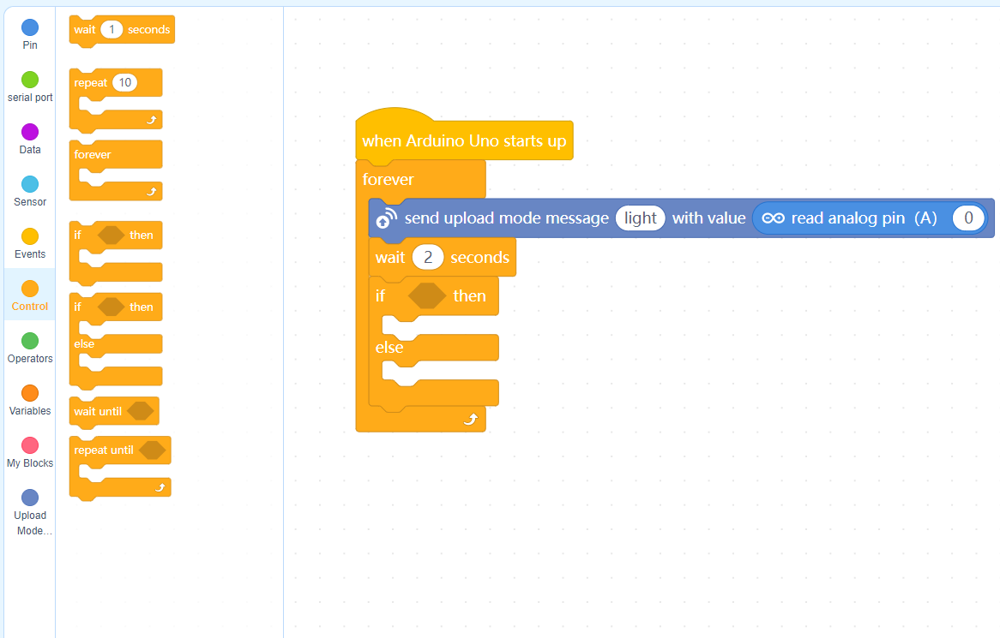 Pin
serial port
Data
Sensor
Events
Control
Operators
Variables
My Blocks
Upload
Mode...
wait 1 seconds
repeat 10
forever
if then
if then
else
wait until
repeat until
when Arduino Uno starts up
forever
send upload mode message light with value read analog pin (A) 0
wait 2 seconds
if then
else